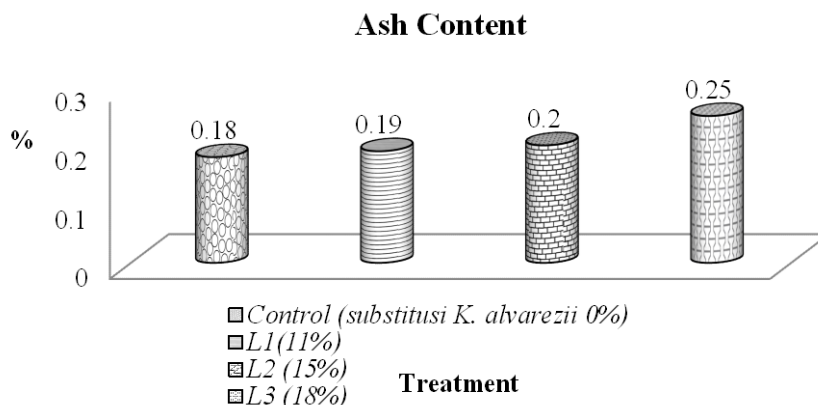 Ash Content
0.3
0.2
0.1
0
%
0.18
0.19
0.2
0.25
Control (substitusi K. alvarezii 0%)
L1(11%)
L2 (15%)
L3 (18%)
Treatment